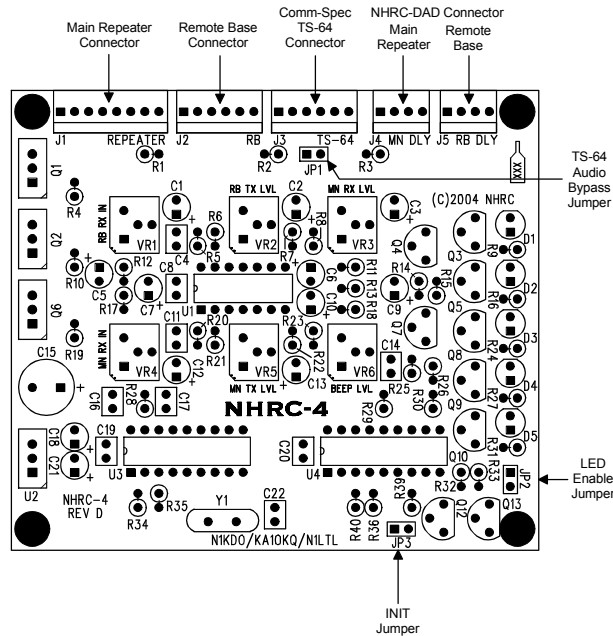 Main Repeater
Connector
Remote Base
Connector
Comm-Spec
TS-64
Connector
NHRC-DAD Connector
Main
Repeater
Remote
Base
J1
REPEATER
J2
RB
J3
TS-64
J4
MN DLY
J5
RB DLY
R1
R2
JP1
R3
XXX
TS-64
Audio
Bypass
Jumper
Q1
R4
RB RX IN
VR1
C1
C4
R6
R5
RB TX LVL
VR2
C2
R8
R7
MN RX LVL
VR3
C3
(C)2004 NHRC
Q4
Q3
R9
D1
Q2
R10
C5
R12
R17
C7
C8
U1
C6
C10
R11
R13
R18
C9
R14
R15
Q5
R16
D2
Q6
R19
MN RX IN
VR4
C11
C12
R20
R21
MN TX LVL
VR5
R23
R22
C13
BEEP LVL
VR6
Q7
C14
R25
R26
Q8
R24
D3
C15
C16
R28
C17
NHRC-4
R29
R30
Q9
R27
D4
C18
C21
U2
C19
U3
C20
U4
Q10
R31
D5
R32
R33
JP2
LED
Enable
Jumper
NHRC-4
REV D
R34
R35
Y1
C22
R40
R36
R39
JP3
Q12
Q13
N1KDO/KA1OKQ/N1LTL
INIT
Jumper